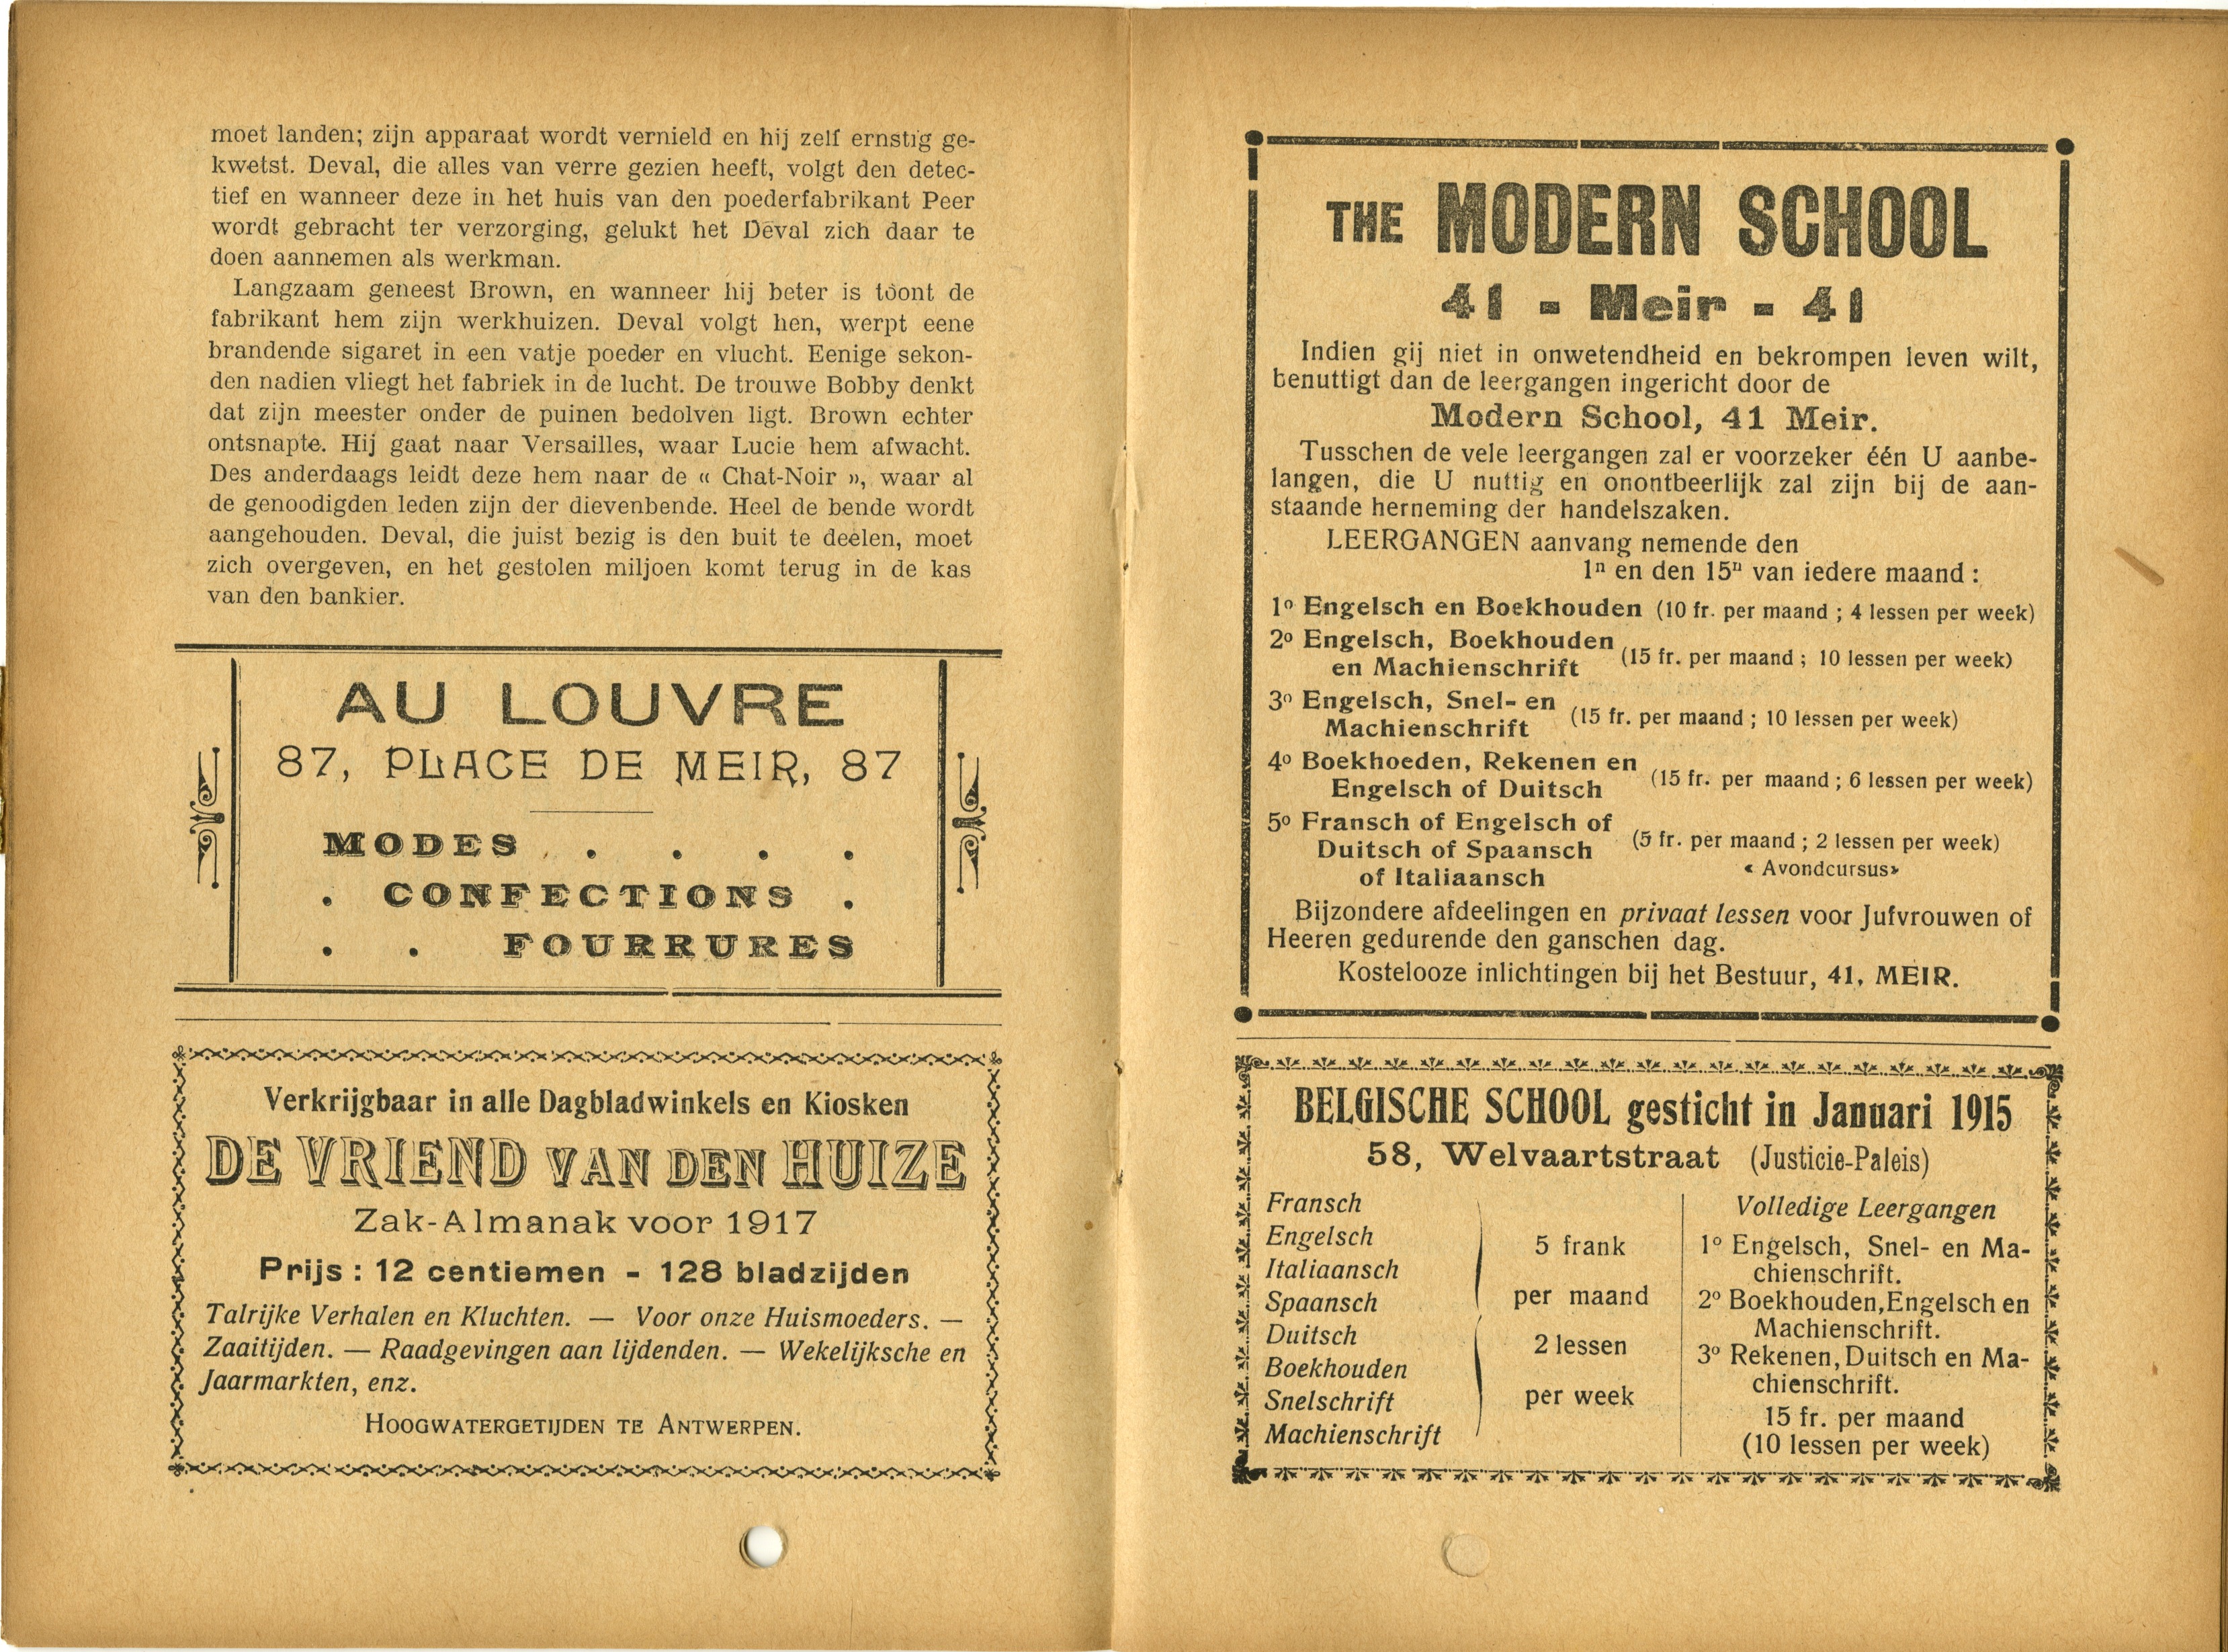 moet landen; zijn apparaat wordt vernield en hij zelf ernstig ge-
kwetst. Deval, die alles van verre gezien heeft, volgt den detec-
tief en wanneer deze in het huis van den poederfabrikant Peer
wordt gebracht ter verzorging, gelukt het Deval zich daar te
doen aannemen als werkman.
Langzaam geneest Brown, en wanneer hij beter is toont de
fabrikant hem zijn werkhuizen. Deval volgt hen, werpt eene
brandende sigaret in een vatje poeder en vlucht. Eenige sekon-
den nadien vliegt het fabriek in de lucht. De trouwe Bobby denkt
dat zijn meester onder de puinen bedolven ligt. Brown echter
ontsnapte. Hij gaat naar Versailles, waar Lucie hem afwacht.
Des anderdaags leidt deze hem naar de « Chat-Noir », waar al
de genoodigden leden zijn der dievenbende. Heel de bende wordt
aangehouden. Deval, die juist bezig is den buit te deelen, moet
zich overgeven, en het gestolen miljoen komt terug in de kas
van den bankier.
AU LOUVRE
87, PLACE DE MEIR, 87
MODES . . . .
. CONFECTIONS .
. . FOURRURES
Verkrijgbaar in alle Dagbladwinkels en Kiosken
DE VRIEND VAN DEN HUIZE
Zak-Almanak voor 1917
Prijs : 12 centiemen - 128 bladzijden
Talrijke Verhalen en Kluchten. — Voor onze Huismoeders. —
Zaaitijden. — Raadgevingen aan lijdenden. — Wekelijksche en
Jaarmarkten, enz.
HOOGWATERGETIJDEN TE ANTWERPEN.
THE MODERN SCHOOL
41 - Meir - 41
Indien gij niet in onwetendheid en bekrompen leven wilt,
benuttigt dan de leergangen ingericht door de
Modern School, 41 Meir.
Tusschen de vele leergangen zal er voorzeker één U aanbe-
langen, die U nuttig en onontbeerlijk zal zijn bij de aan-
staande herneming der handelszaken.
LEERGANGEN aanvang nemende den
1n en den 15n van iedere maand :
1o Engelsch en Boekhouden (10 fr. per maand ; 4 lessen per week)
2o Engelsch, Boekhouden
en Machienschrift (15 fr. per maand ; 10 lessen per week)
3o Engelsch, Snel- en
Machienschrift (15 fr. per maand ; 10 lessen per week)
4o Boekhoeden, Rekenen en
Engelsch of Duitsch (15 fr. per maand ; 6 lessen per week)
5o Fransch of Engelsch of
Duitsch of Spaansch (5 fr. per maand ; 2 lessen per week)
of Italiaansch « Avondcursus»
Bijzondere afdeelingen en privaat lessen voor Jufvrouwen of
Heeren gedurende den ganschen dag.
Kostelooze inlichtingen bij het Bestuur, 41, MEIR.
BELGISCHE SCHOOL gesticht in Januari 1915
58, Welvaartstraat (Justicie-Paleis)
Fransch
Engelsch
Italiaansch
Spaansch
Duitsch
Boekhouden
Snelschrift
Machienschrift
5 frank
per maand
2 lessen
per week
Volledige Leergangen
1o Engelsch, Snel- en Ma-
chienschrift.
2o Boekhouden, Engelsch en
Machienschrift.
3o Rekenen, Duitsch en Ma-
chienschrift.
15 fr. per maand
(10 lessen per week)